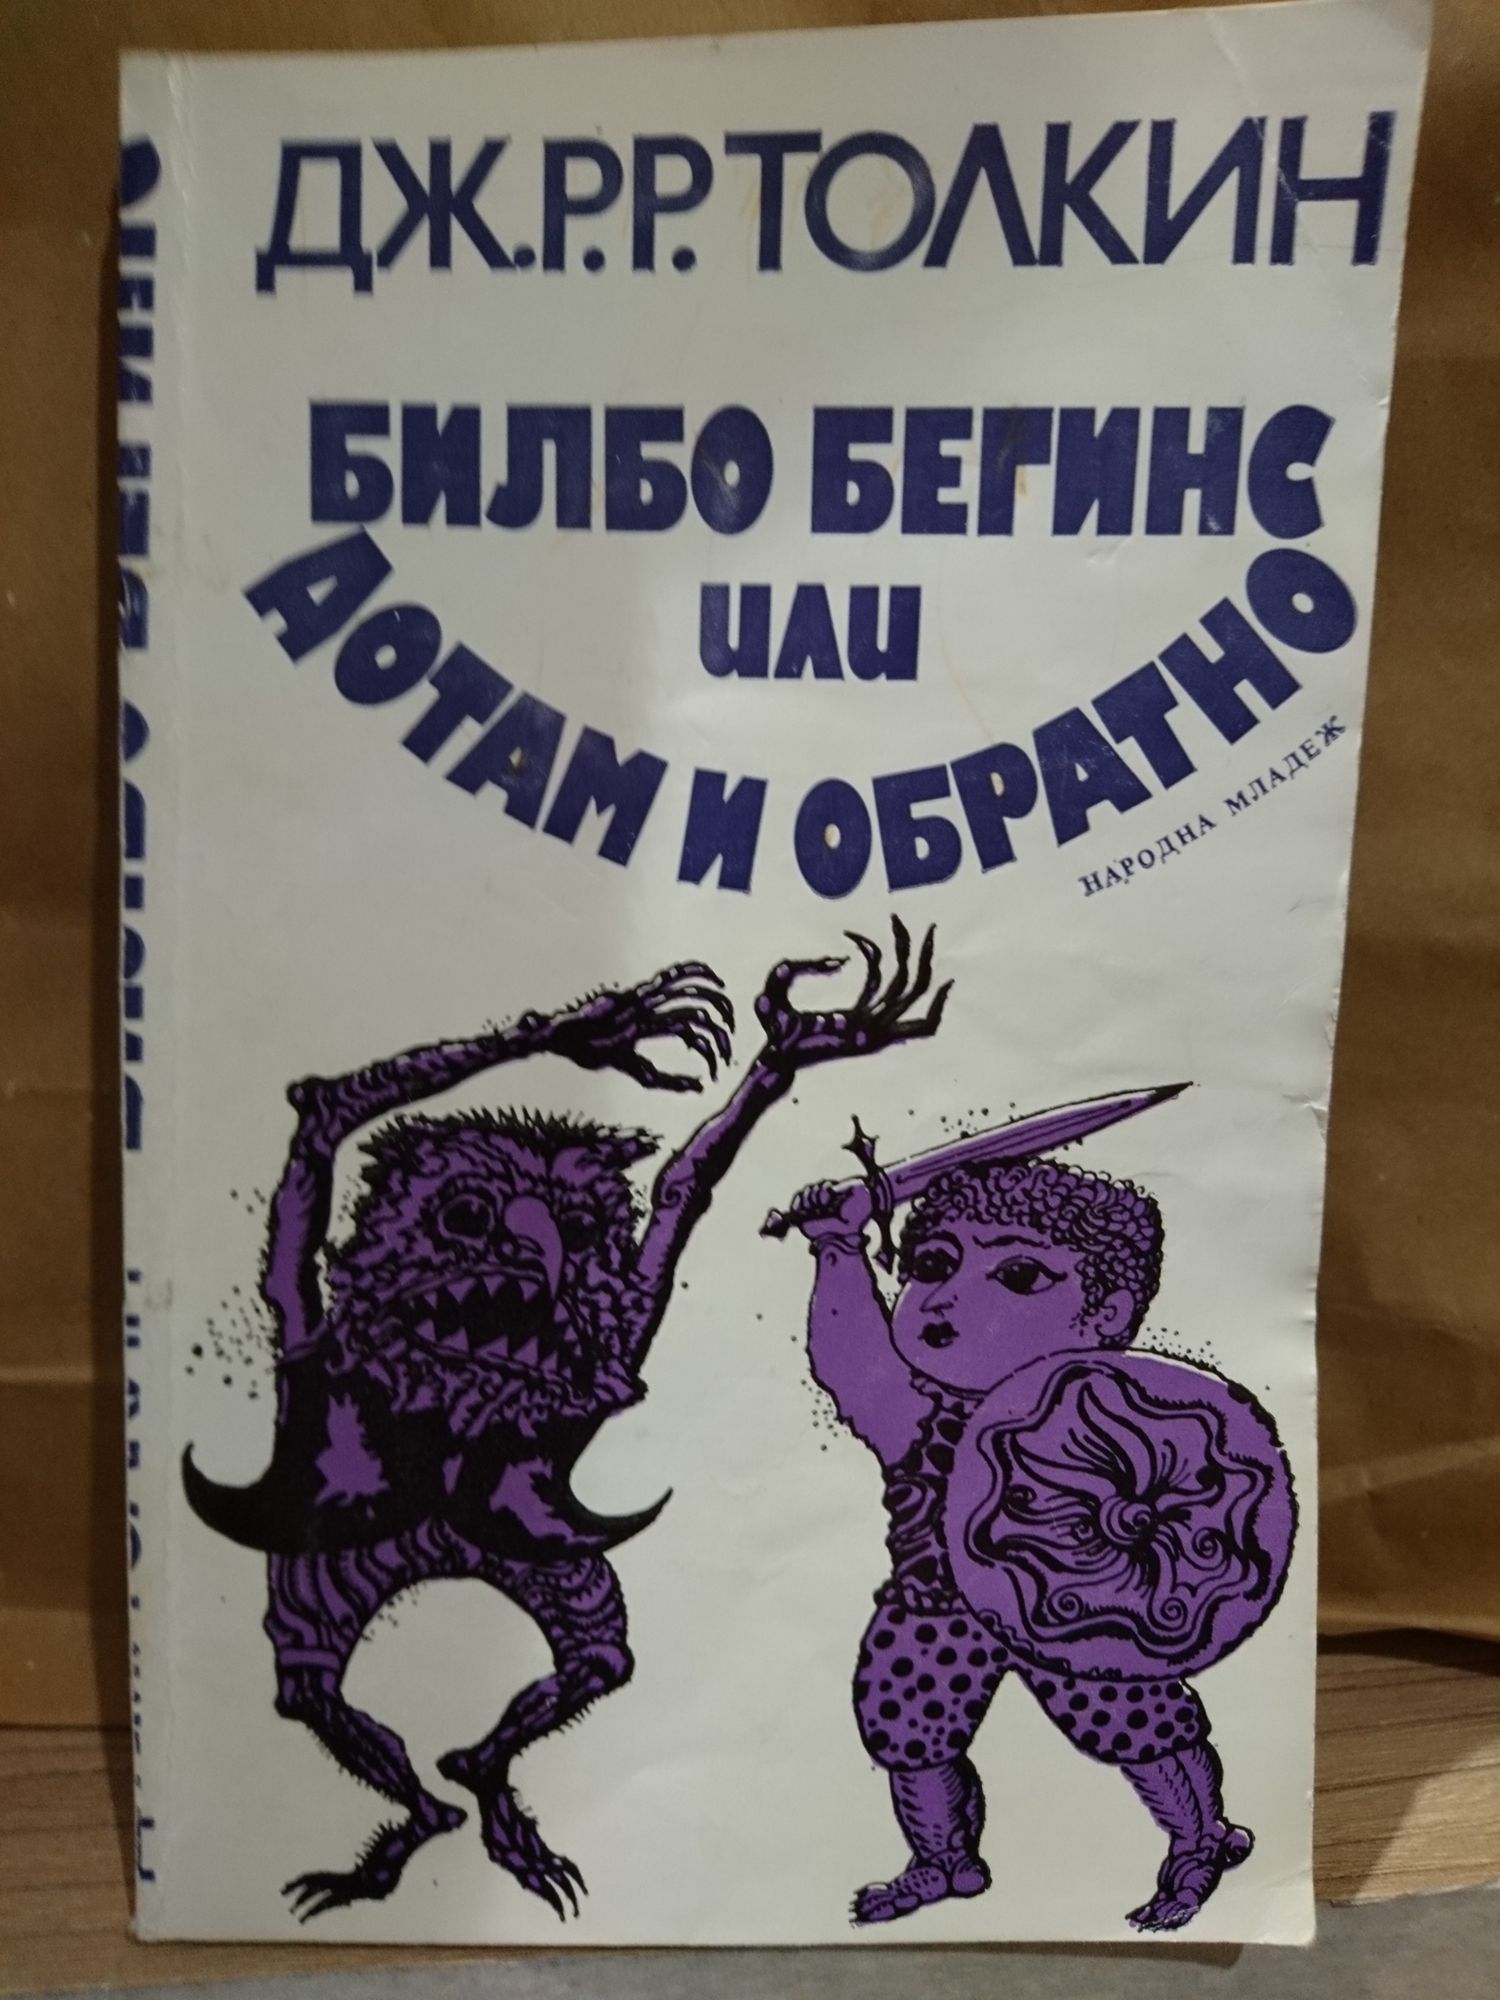 ДЖ.Р.Р. ТОЛКИН
БИЛБО БЕГИНС
ИЛИ
ДОТАМ И ОБРАТНО
НАРОДНА МЛАДЕЖ